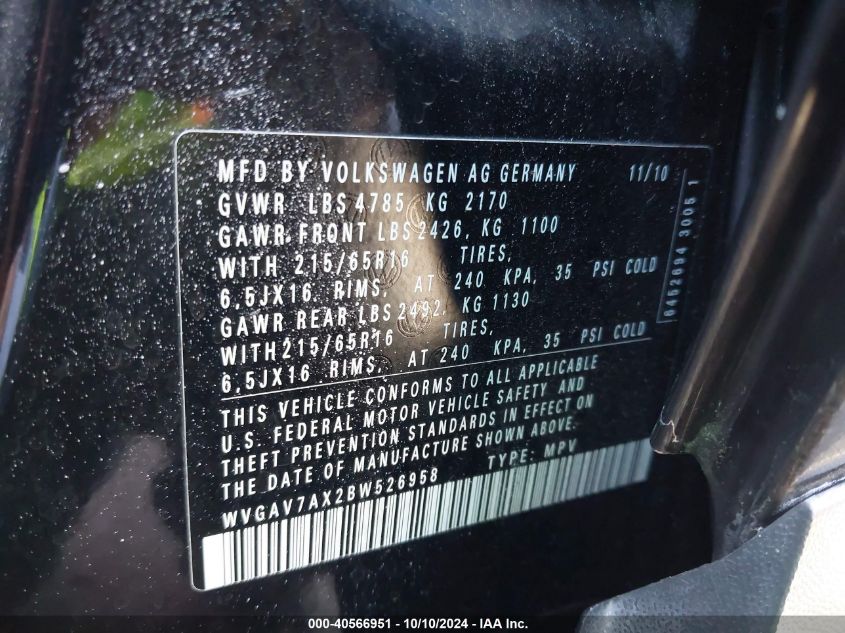 MFD BY VOLKSWAGEN AG GERMANY 11/10
GVWR LBS 4785 KG 2170
GAWR FRONT LBS 2426, KG 1100
WITH 215/65R16 TIRES,
6.5JX16 RIMS, AT 240 KPA, 35 PSI COLD
GAWR REAR LBS 2492, KG 1130
WITH 215/65R16 TIRES,
6.5JX16 RIMS, AT 240 KPA, 35 PSI COLD
THIS VEHICLE CONFORMS TO ALL APPLICABLE
U.S. FEDERAL MOTOR VEHICLE SAFETY AND
THEFT PREVENTION STANDARDS IN EFFECT ON
THE DATE OF MANUFACTURE SHOWN ABOVE.
WVGAV7AX2BW526958 TYPE: MPV
0492894 3005 1
000-40566951 - 10/10/2024 - IAA Inc.